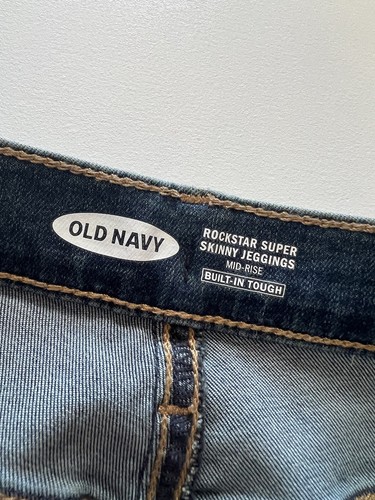 OLD NAVY
ROCKSTAR SUPER
SKINNY JEGGINGS
MID-RISE
BUILT-IN TOUGH